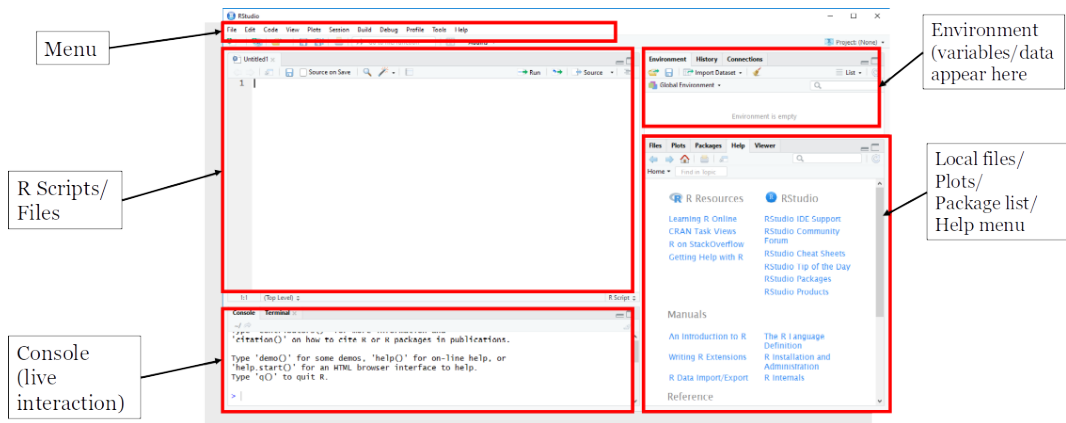 RStudio
File Edit Code View Plots Session Build Debug Profile Tools Help
Project: (None)
Menu
Untitled1
Source on Save
Run
Source
1
R Scripts/
Files
1:1 (Top Level)
R Script
Console Terminal
'citation()' on how to cite R or R packages in publications.
Type 'demo()' for some demos, 'help()' for on-line help, or
'help.start()' for an HTML browser interface to help.
Type 'q()' to quit R.
>
Console
(live
interaction)
Environment History Connections
Import Dataset
List
Global Environment
Environment is empty
Environment
(variables/data
appear here
Files Plots Packages Help Viewer
Home
Find in Topic
R Resources
Learning R Online
CRAN Task Views
R on StackOverflow
Getting Help with R
RStudio
RStudio IDE Support
RStudio Community
Forum
RStudio Cheat Sheets
RStudio Tip of the Day
RStudio Packages
RStudio Products
Manuals
An Introduction to R
Writing R Extensions
R Data Import/Export
The R Language
Definition
R Installation and
Administration
R Internals
Reference
Local files/
Plots/
Package list/
Help menu